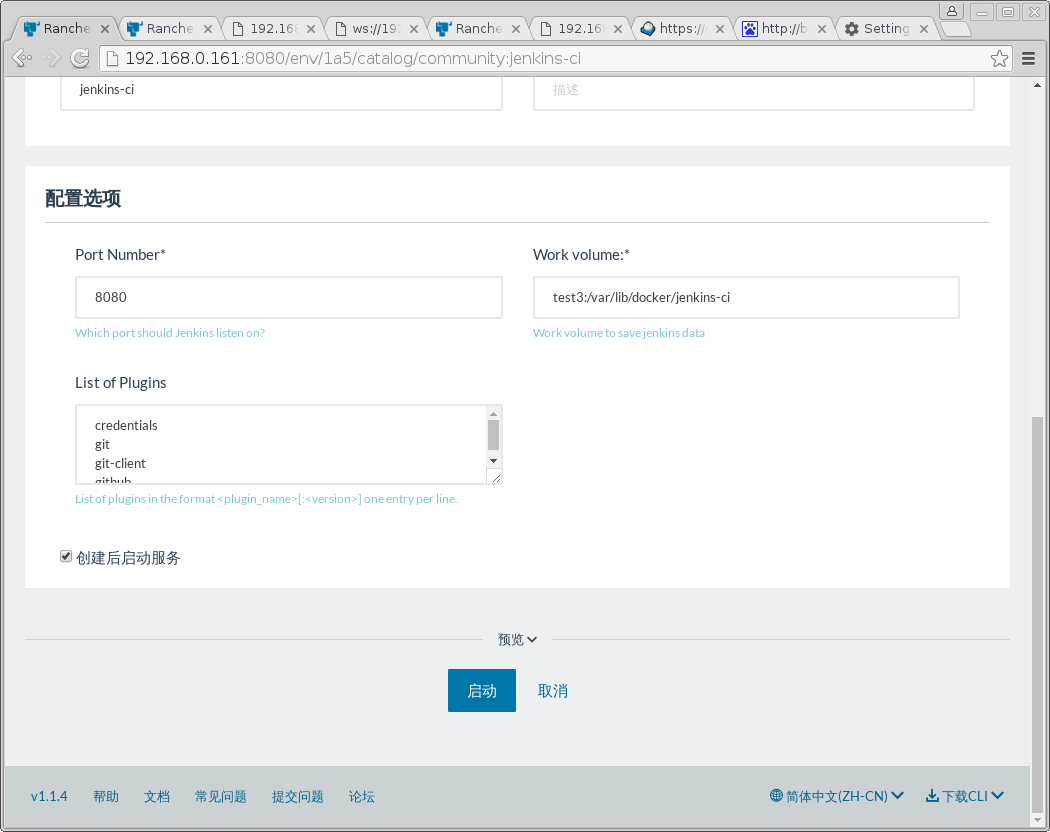 Ranche
Ranche
192.168
ws://192
Ranche
192.168
https:/
http://b
Setting
192.168.0.161:8080/env/1a5/catalog/community:jenkins-ci
jenkins-ci
描述
配置选项
Port Number*
Work volume:*
8080
test3:/var/lib/docker/jenkins-ci
Which port should Jenkins listen on?
Work volume to save jenkins data
List of Plugins
credentials
git
git-client
github
List of plugins in the format <plugin_name>[:<version>] one entry per line.
创建后启动服务
预览
启动 取消
v1.1.4 帮助 文档 常见问题 提交问题 论坛 简体中文(ZH-CN) 下载CLI